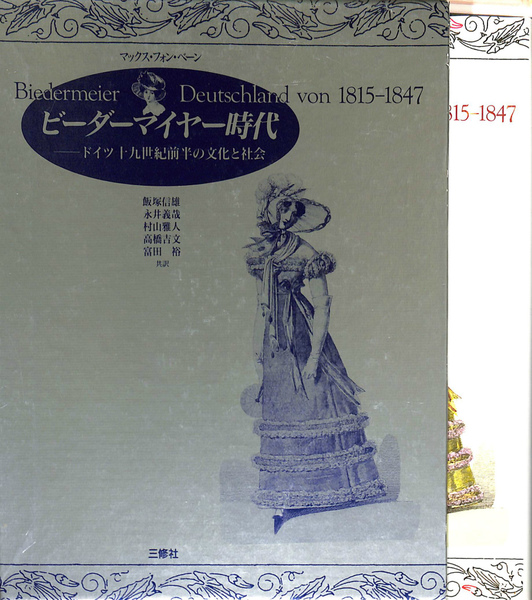 マックス・フォン・ベーン
Biedermeier Deutschland von 1815-1847
ビーダーマイヤー時代
——ドイツ十九世紀前半の文化と社会
飯塚信雄
永井義哉
村山雅人
高橋吉文
富田 裕
共訳
三修社
815-1847